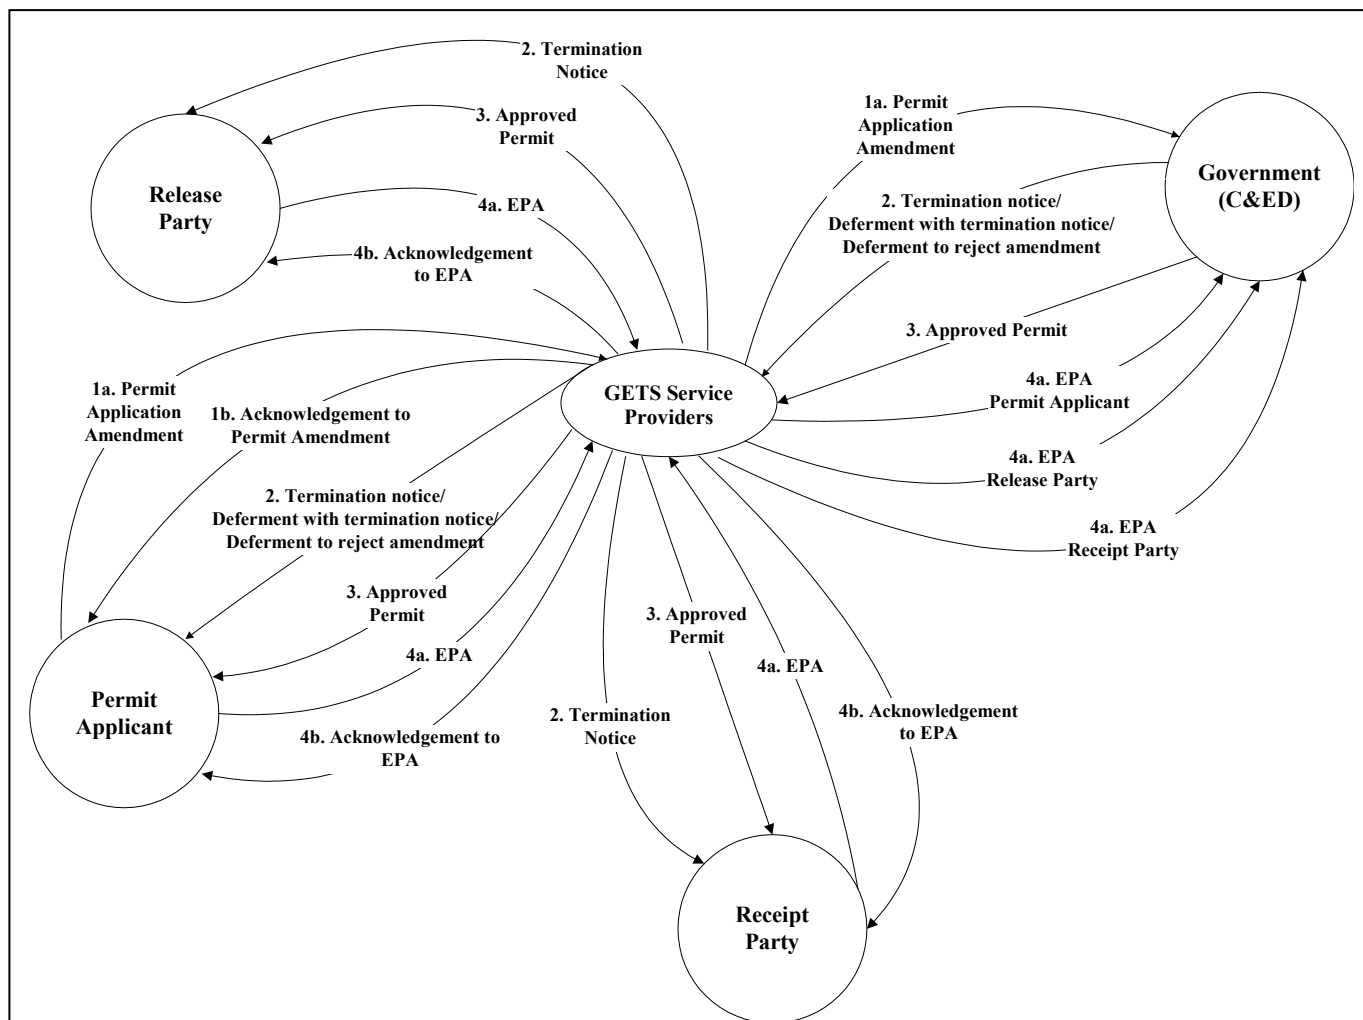 2. Termination
Notice
3. Approved
Permit
Release
Party
4a. EPA
4b. Acknowledgement
to EPA
1a. Permit
Application
Amendment
Government
(C&ED)
2. Termination notice/
Deferment with termination notice/
Deferment to reject amendment
3. Approved Permit
4a. EPA
Permit Applicant
4a. EPA
Release Party
4a. EPA
Receipt Party
GETS Service
Providers
1a. Permit
Application
Amendment
1b. Acknowledgement to
Permit Amendment
2. Termination notice/
Deferment with termination notice/
Deferment to reject amendment
3. Approved
Permit
4a. EPA
Permit
Applicant
4b. Acknowledgement to
EPA
2. Termination
Notice
3. Approved
Permit
4a. EPA
4b. Acknowledgement
to EPA
Receipt
Party